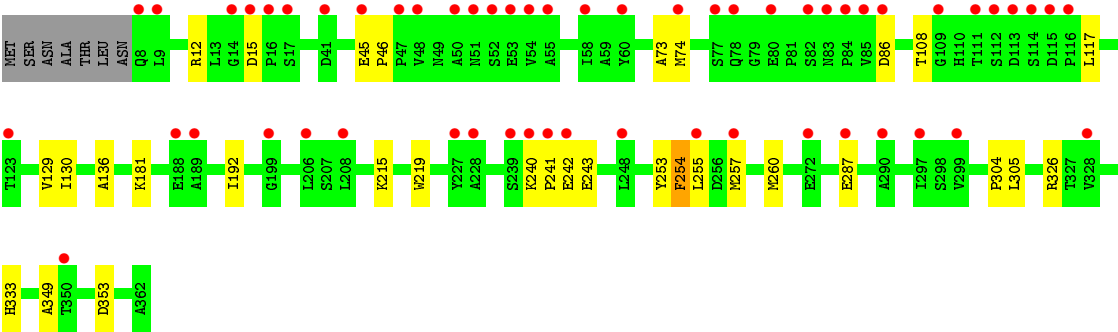 MET SER ASN ALA THR LEU ASN Q8 L9 R12 L13 G14 D15 P16 S17 D41 E45 P46 P47 V48 N49 A50 N51 S52 E53 V54 A55 I58 A59 Y60 A73 M74 S77 Q78 G79 E80 P81 S82 N83 P84 V85 D86 T108 G109 H110 T111 S112 D113 S114 D115 P116 L117
T123 V129 I130 A136 K181 E188 A189 I192 G199 L206 S207 L208 K215 W219 Y227 A228 S239 K240 P241 E242 E243 L248 Y253 F254 L255 D256 M257 M260 E272 E287 A290 I297 S298 V299 P304 L305 R326 T327 V328
H333 A349 T350 D353 A362